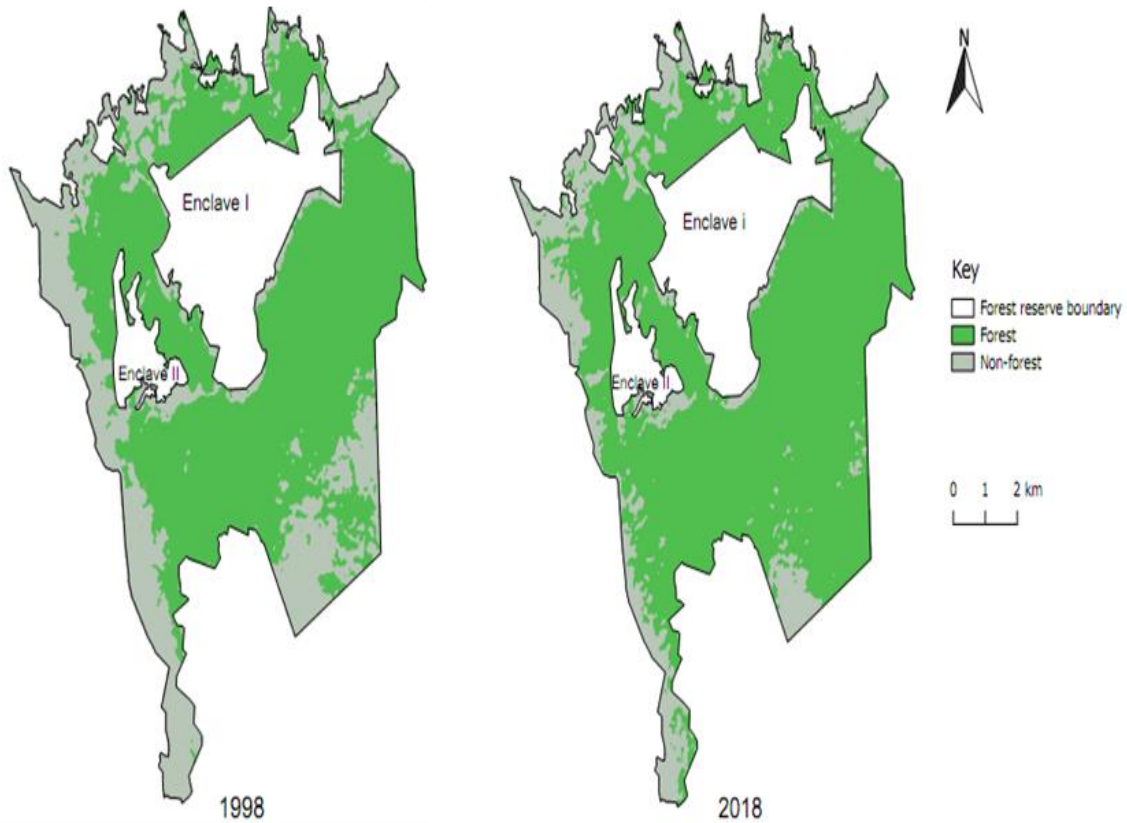 N
Enclave I
Enclave i
Key
Forest reserve boundary
Forest
Non-forest
Enclave II
Enclave II
0 1 2 km
1998
2018